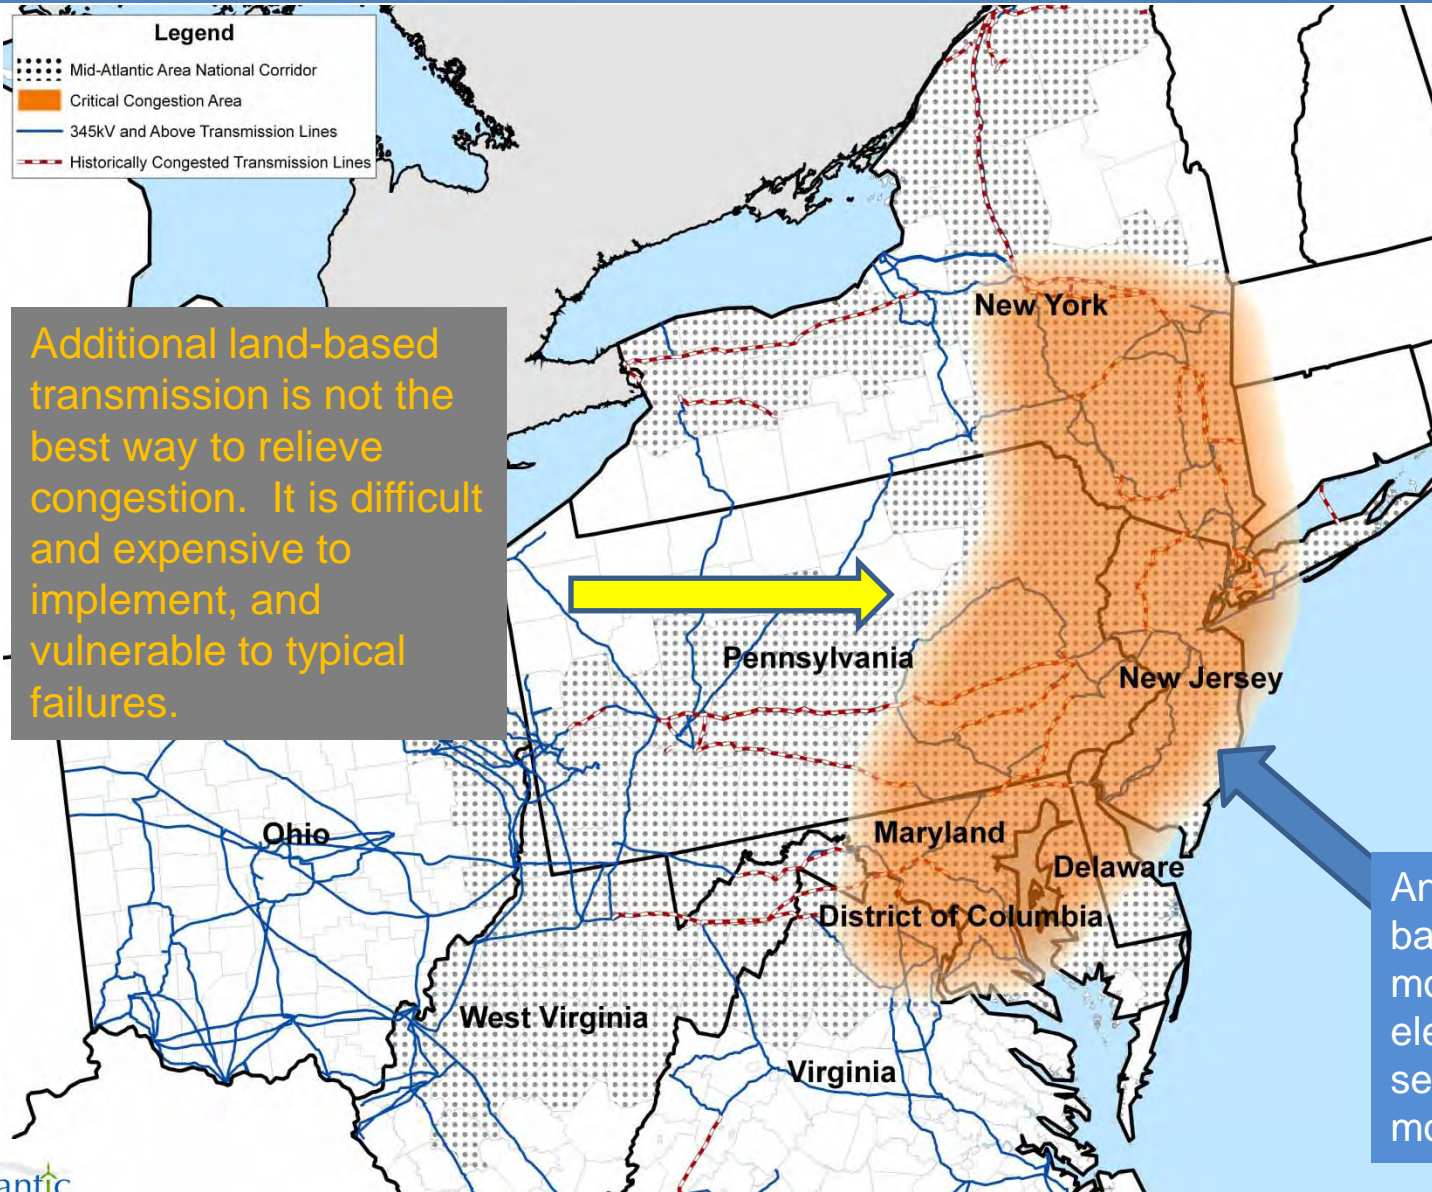 Legend
Mid-Atlantic Area National Corridor
Critical Congestion Area
345kV and Above Transmission Lines
Historically Congested Transmission Lines
New York
Additional land-based
transmission is not the
best way to relieve
congestion.  It is difficult
and expensive to
implement, and
vulnerable to typical
failures.
Pennsylvania
New Jersey
Ohio
Maryland
Delaware
District of Columbia
West Virginia
Virginia